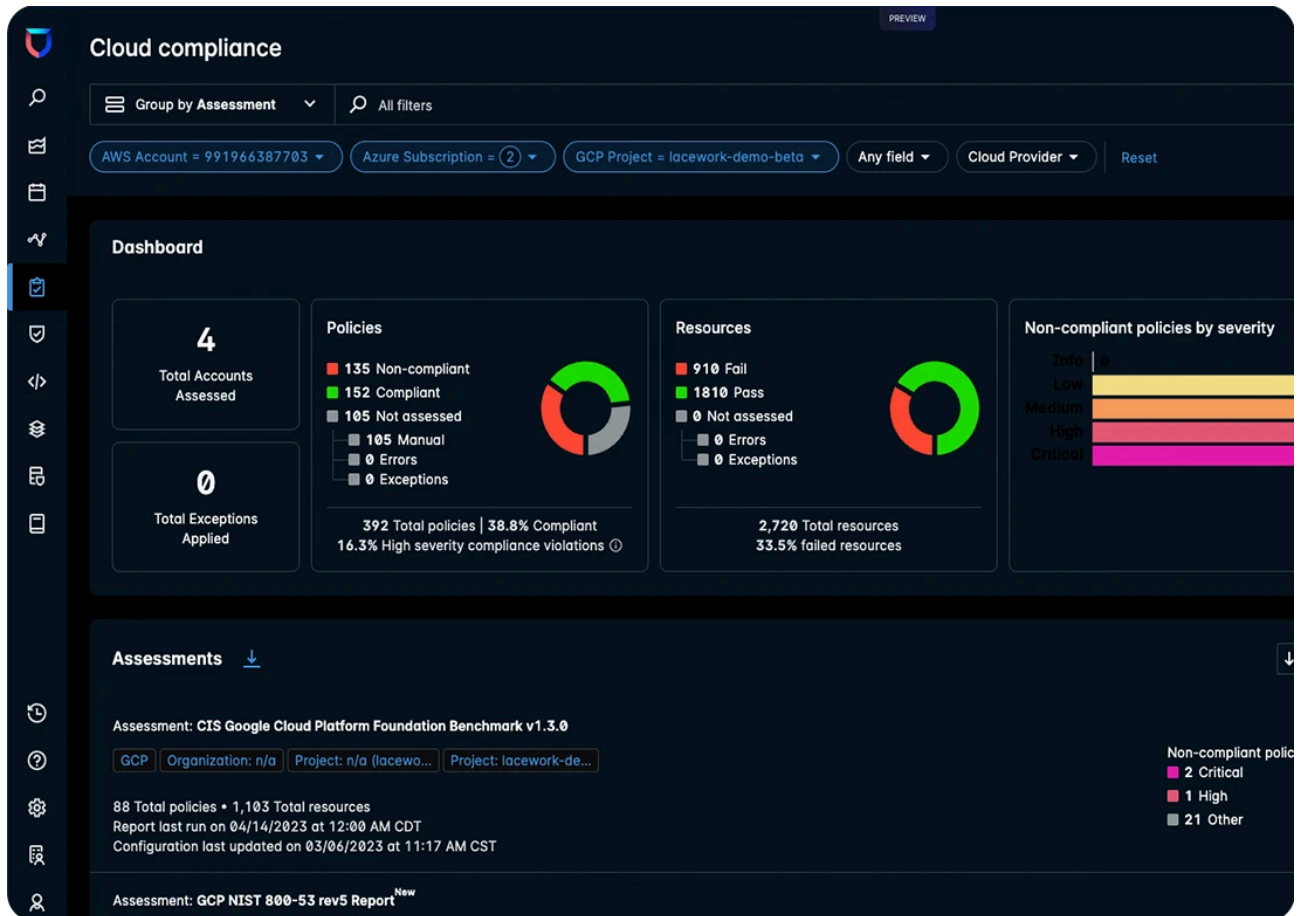 PREVIEW
Cloud compliance
Group by Assessment
All filters
AWS Account = 991966387703
Azure Subscription = 2
GCP Project = lacework-demo-beta
Any field
Cloud Provider
Reset
Dashboard
4
Total Accounts
Assessed
0
Total Exceptions
Applied
Policies
135 Non-compliant
152 Compliant
105 Not assessed
105 Manual
0 Errors
0 Exceptions
392 Total policies | 38.8% Compliant
16.3% High severity compliance violations
Resources
910 Fail
1810 Pass
0 Not assessed
0 Errors
0 Exceptions
2,720 Total resources
33.5% failed resources
Non-compliant policies by severity
Info 0
Low
Medium
High
Critical
Assessments
Assessment: CIS Google Cloud Platform Foundation Benchmark v1.3.0
GCP
Organization: n/a
Project: n/a (lacewo...
Project: lacework-de...
88 Total policies • 1,103 Total resources
Report last run on 04/14/2023 at 12:00 AM CDT
Configuration last updated on 03/06/2023 at 11:17 AM CST
Non-compliant polic
2 Critical
1 High
21 Other
Assessment: GCP NIST 800-53 rev5 Report New